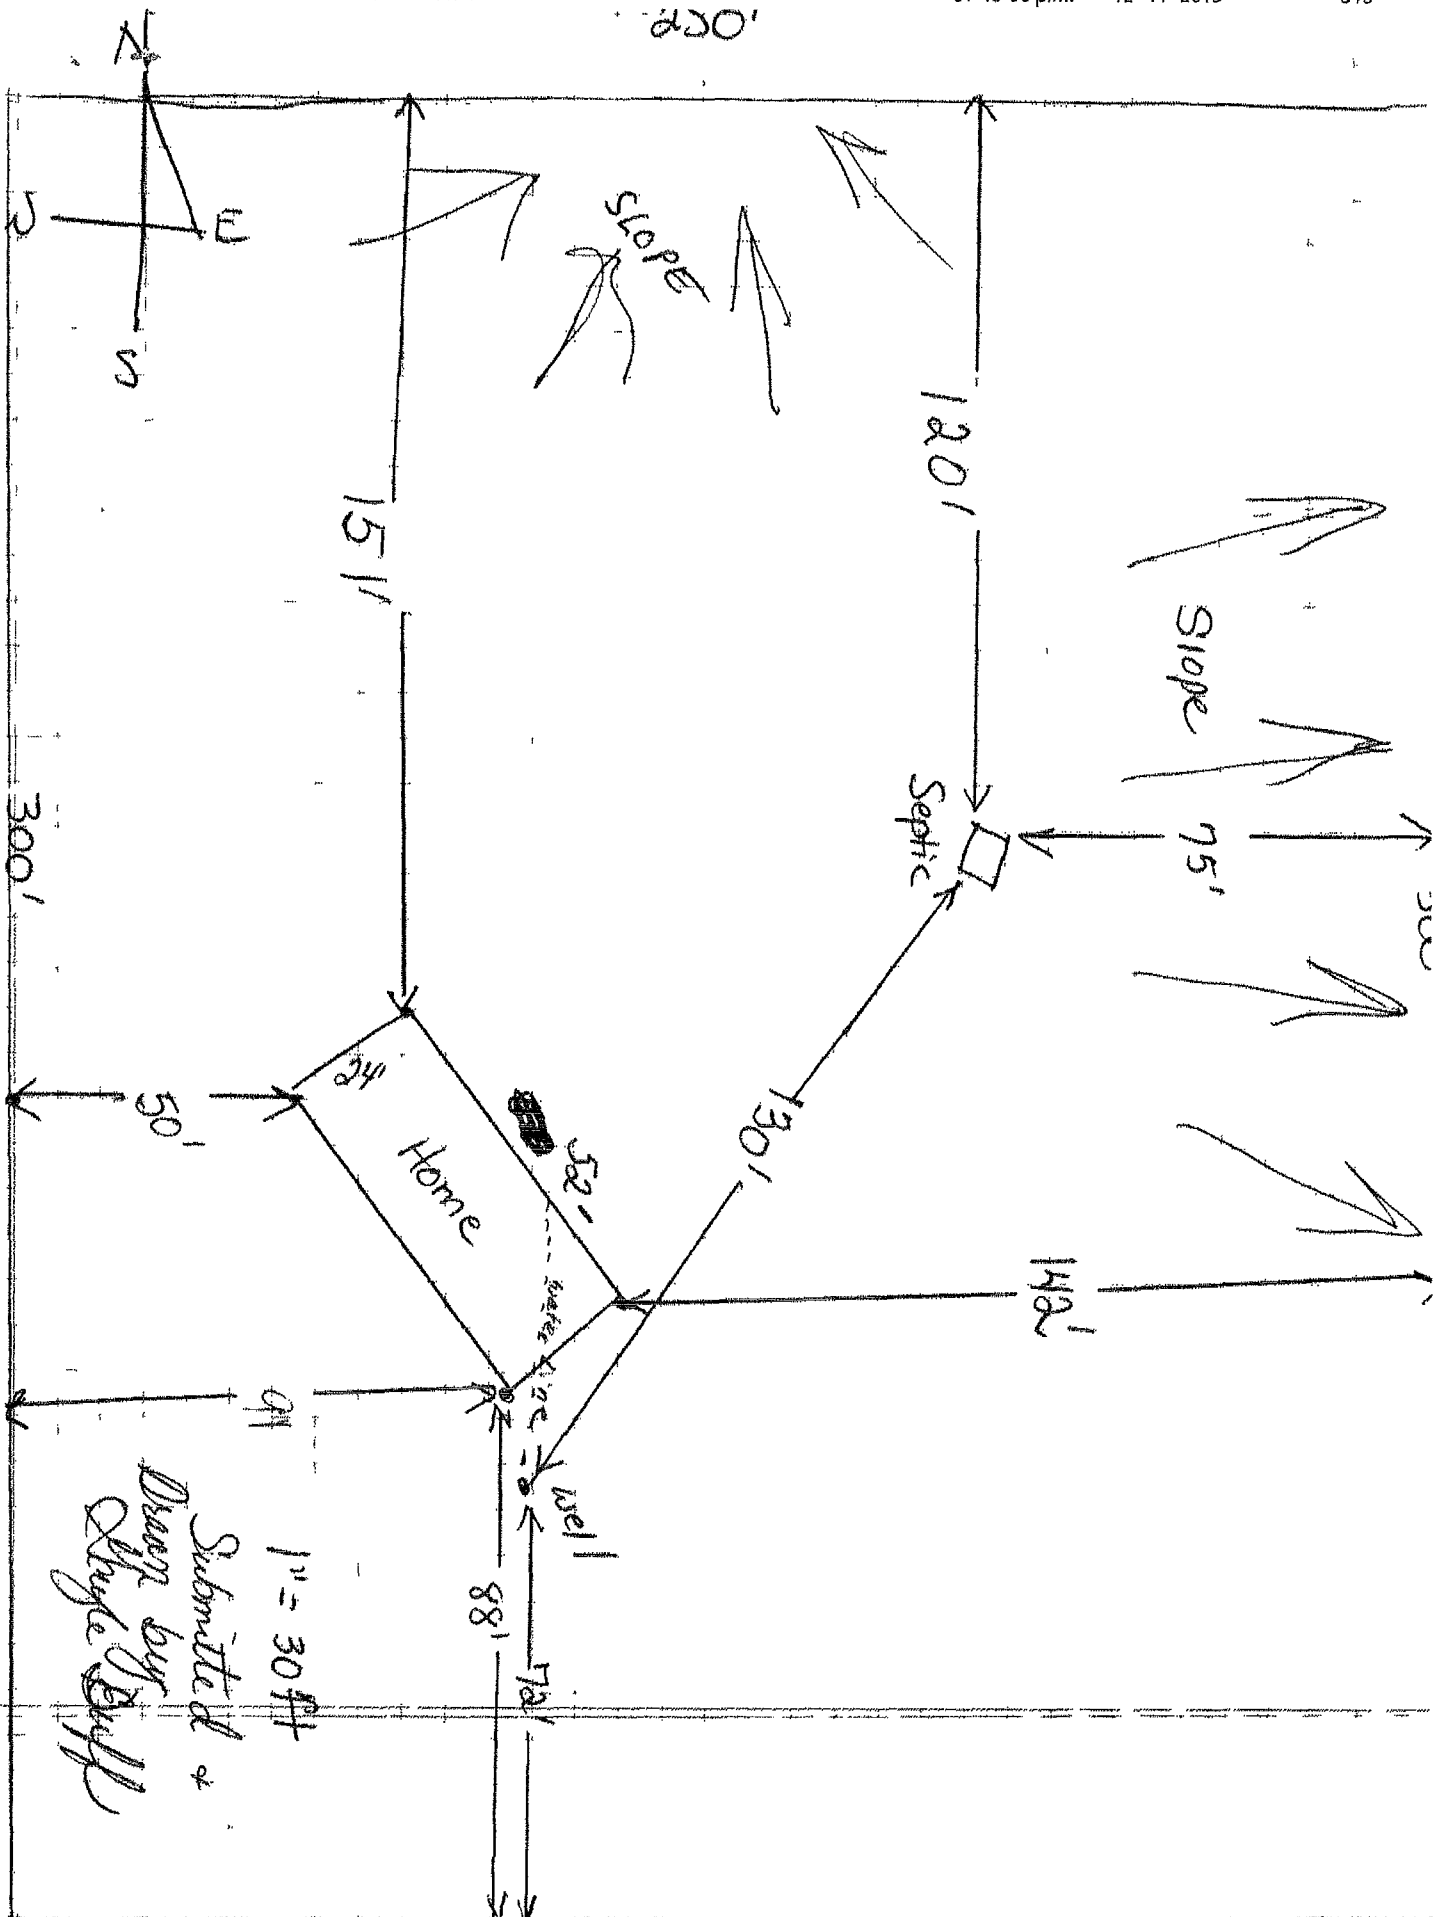 250'
N
E
S
SLOPE
120'
151'
Slope
Septic
75'
300'
24'
50'
Home
52'
130'
142'
water line
well
88'
72'
1" = 30 ft
Submitted +
Drawn by